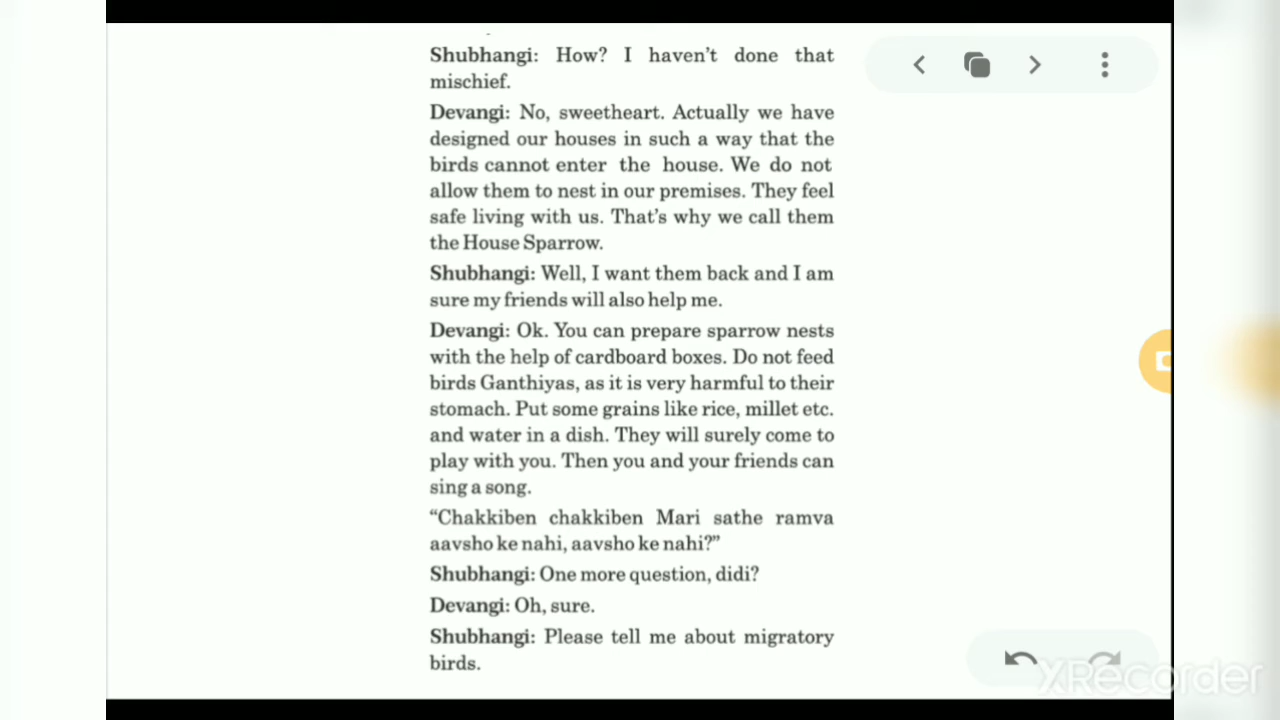 Shubhangi: How? I haven't done that
mischief.
Devangi: No, sweetheart. Actually we have
designed our houses in such a way that the
birds cannot enter the house. We do not
allow them to nest in our premises. They feel
safe living with us. That's why we call them
the House Sparrow.
Shubhangi: Well, I want them back and I am
sure my friends will also help me.
Devangi: Ok. You can prepare sparrow nests
with the help of cardboard boxes. Do not feed
birds Ganthiyas, as it is very harmful to their
stomach. Put some grains like rice, millet etc.
and water in a dish. They will surely come to
play with you. Then you and your friends can
sing a song.
“Chakkiben chakkiben Mari sathe ramva
aavsho ke nahi, aavsho ke nahi?”
Shubhangi: One more question, didi?
Devangi: Oh, sure.
Shubhangi: Please tell me about migratory
birds.
XRecorder